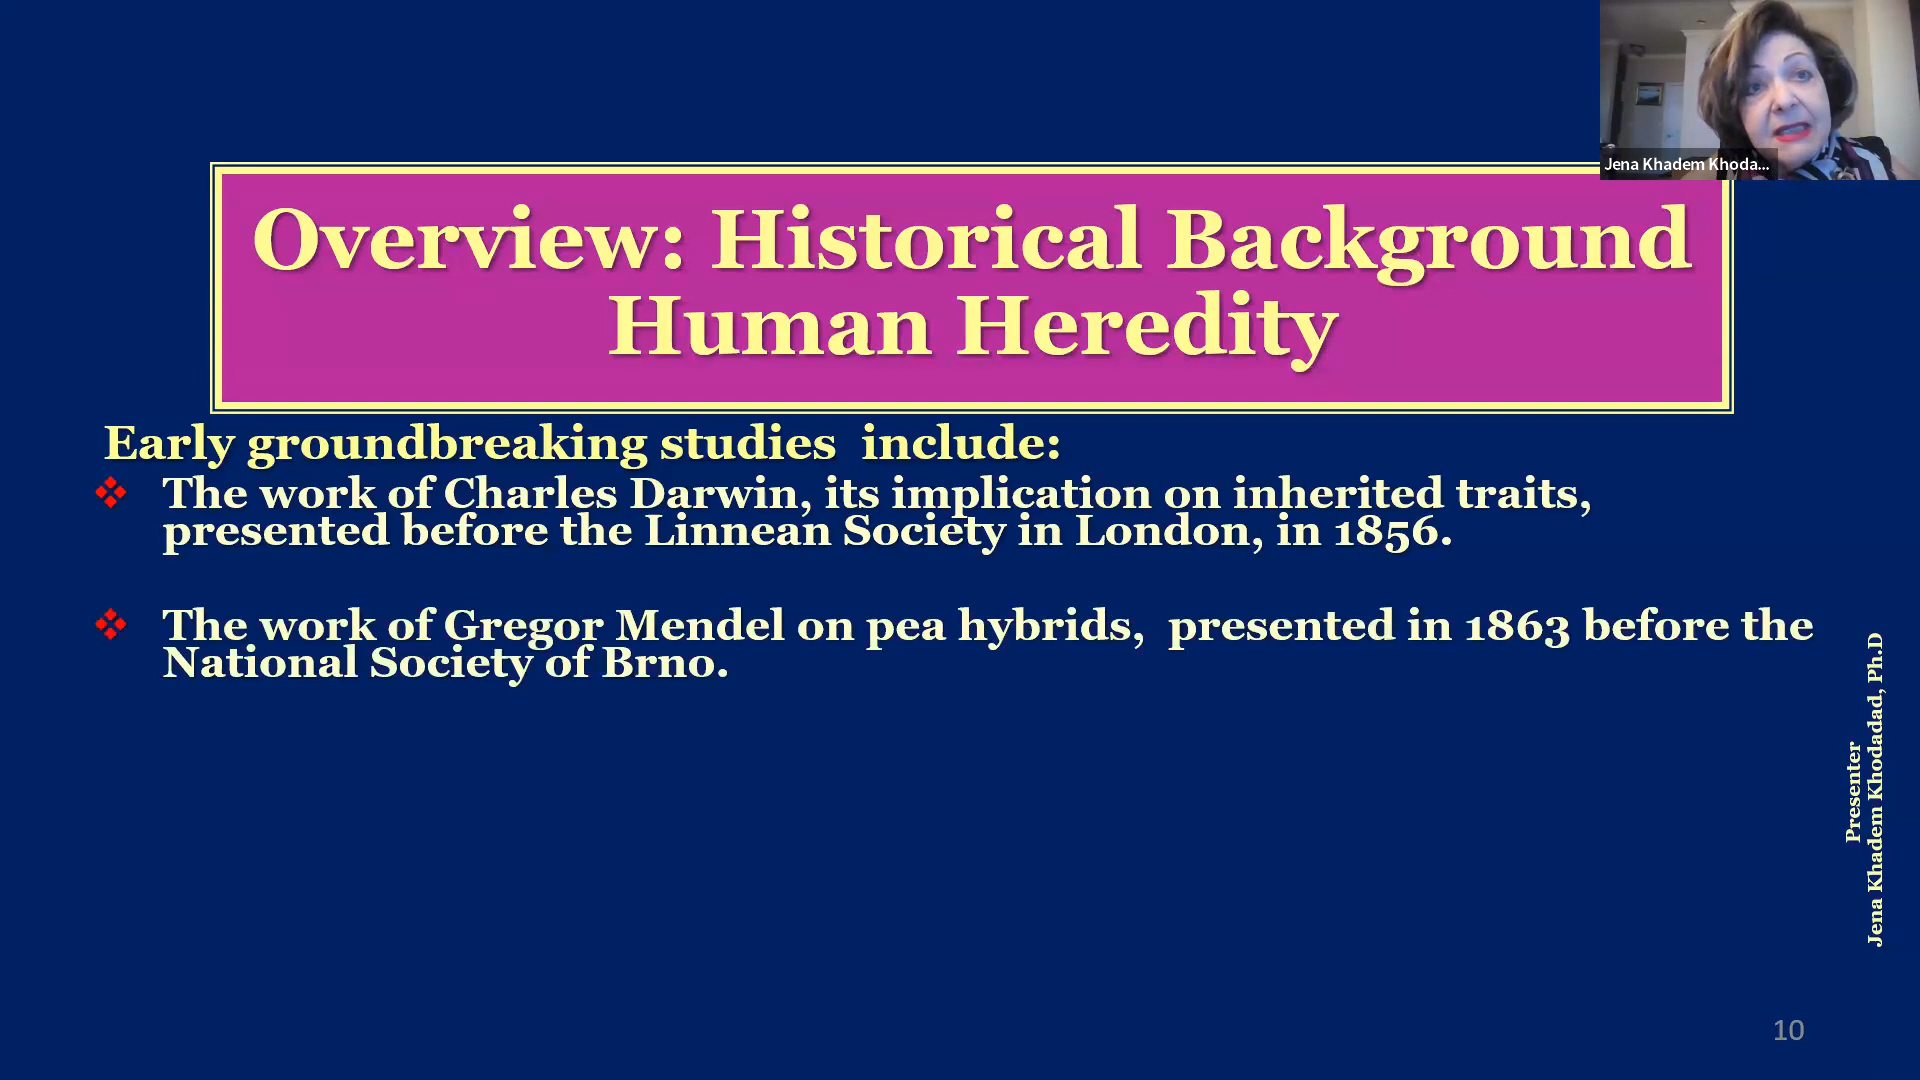 Jena Khadem Khoda...
Overview: Historical Background
Human Heredity
Early groundbreaking studies include:
The work of Charles Darwin, its implication on inherited traits,
presented before the Linnean Society in London, in 1856.
The work of Gregor Mendel on pea hybrids, presented in 1863 before the
National Society of Brno.
Presenter
Jena Khadem Khodadad, Ph.D
10